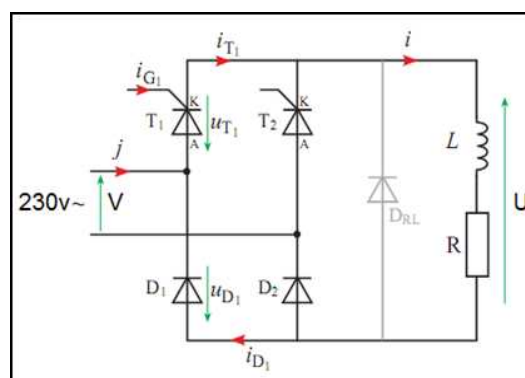 i_T1
i
i_G1
K
K
T1
u_T1
T2
A
A
L
j
230v~
V
D_RL
U
R
D1
u_D1
D2
i_D1